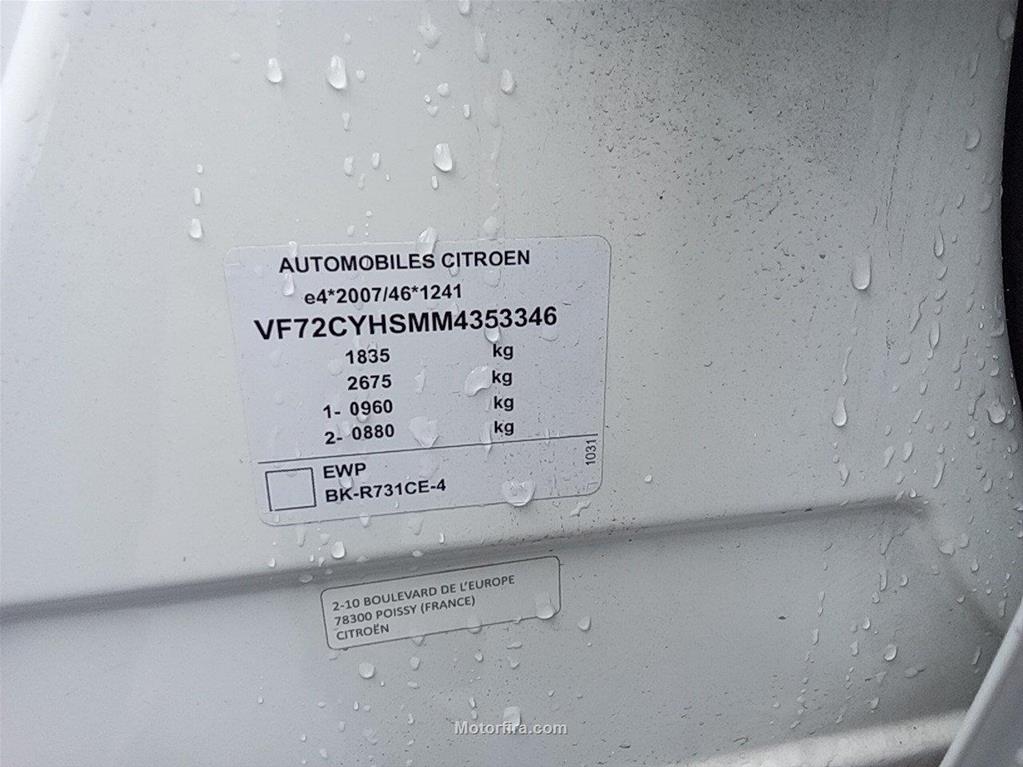 AUTOMOBILES CITROEN
e4*2007/46*1241
VF72CYHSMM4353346
1835 kg
2675 kg
1- 0960 kg
2- 0880 kg
EWP
BK-R731CE-4
1031
2-10 BOULEVARD DE L'EUROPE
78300 POISSY (FRANCE)
CITROËN
Motorfira.com